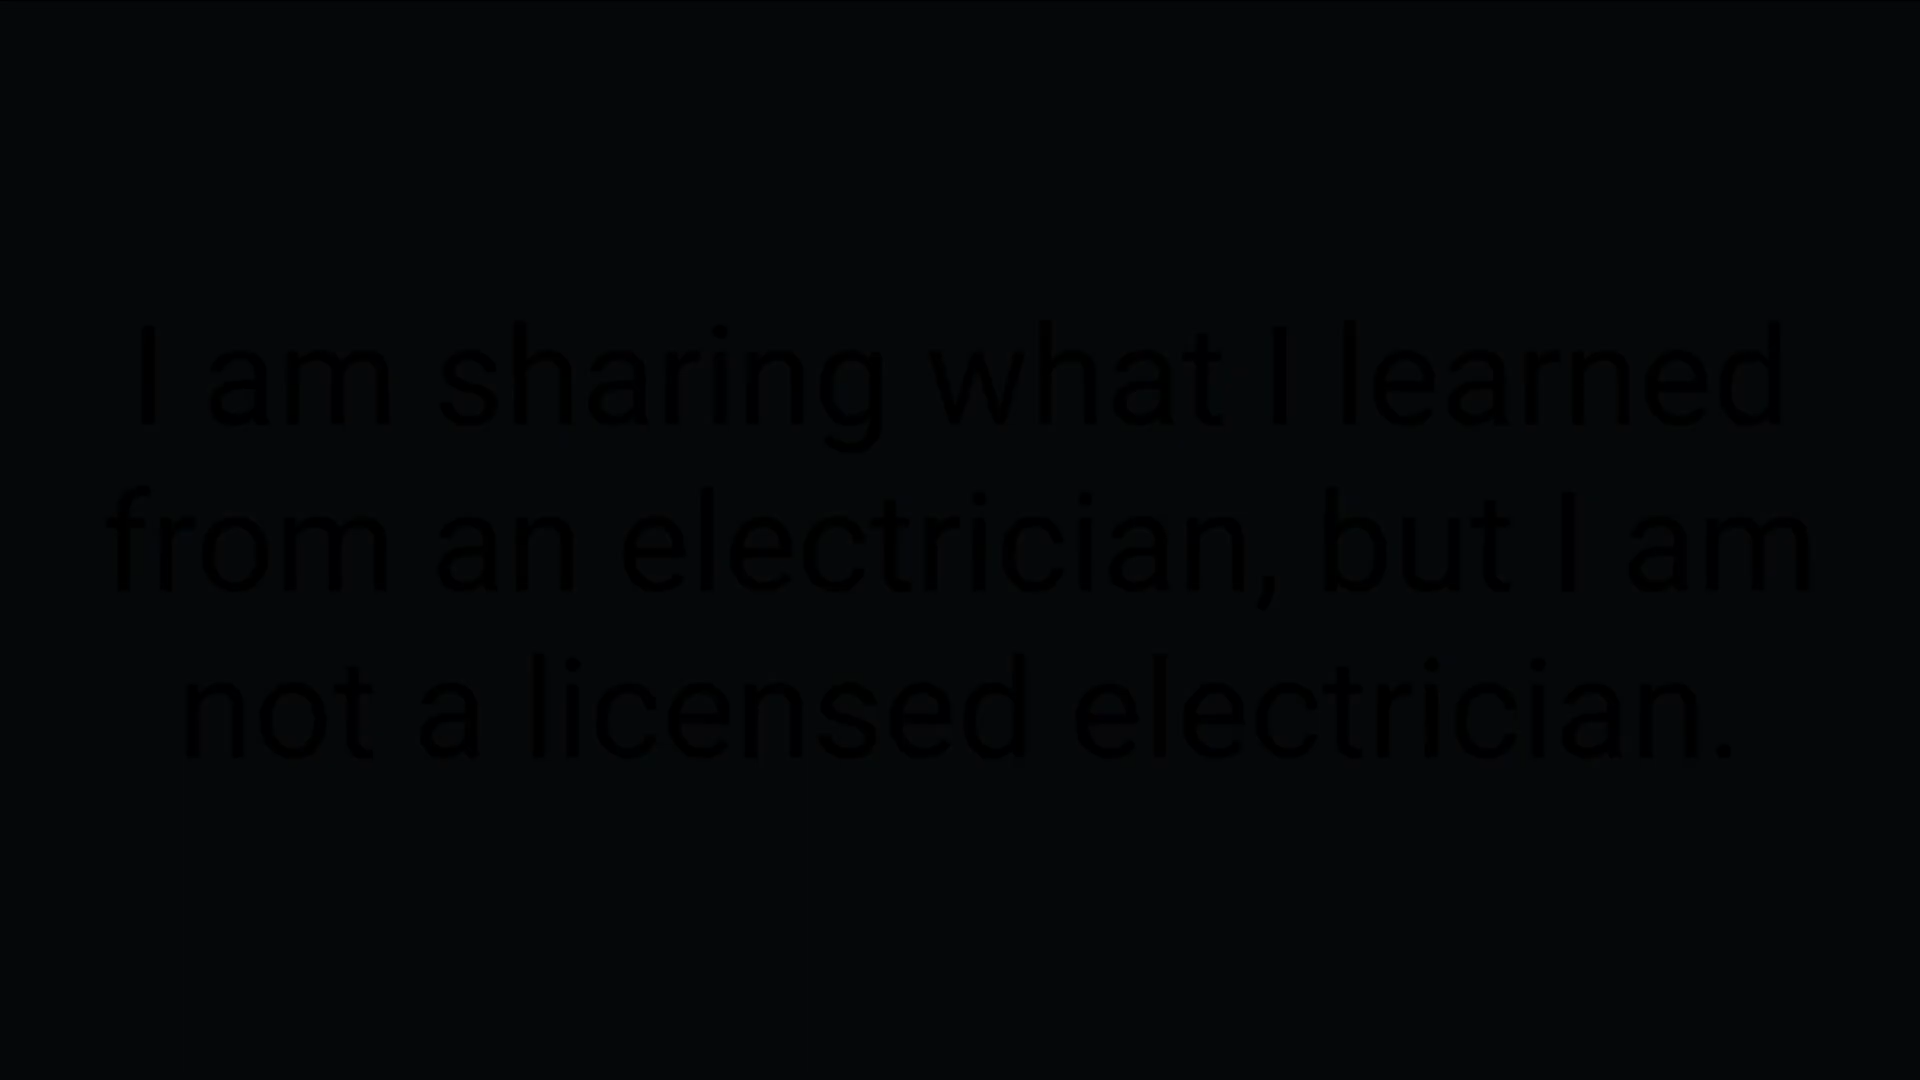 I am sharing what I learned
from an electrician, but I am
not a licensed electrician.